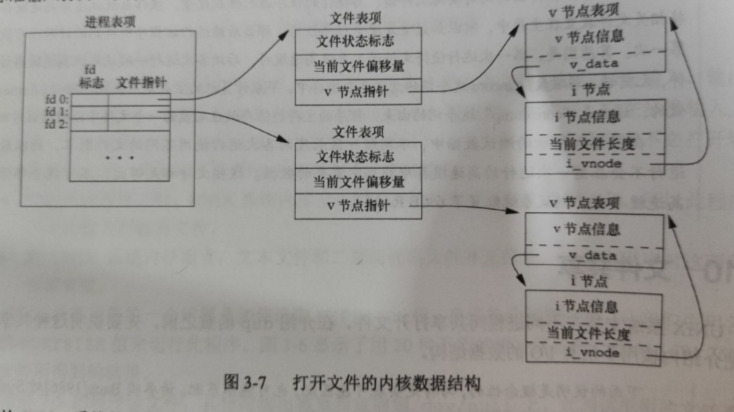 进程表项
fd
标志 文件指针
fd 0:
fd 1:
fd 2:
...
文件表项
文件状态标志
当前文件偏移量
v 节点指针
文件表项
文件状态标志
当前文件偏移量
v 节点指针
v 节点表项
v 节点信息
v_data
i 节点
i 节点信息
当前文件长度
i_vnode
v 节点表项
v 节点信息
v_data
i 节点
i 节点信息
当前文件长度
i_vnode
图 3-7 打开文件的内核数据结构